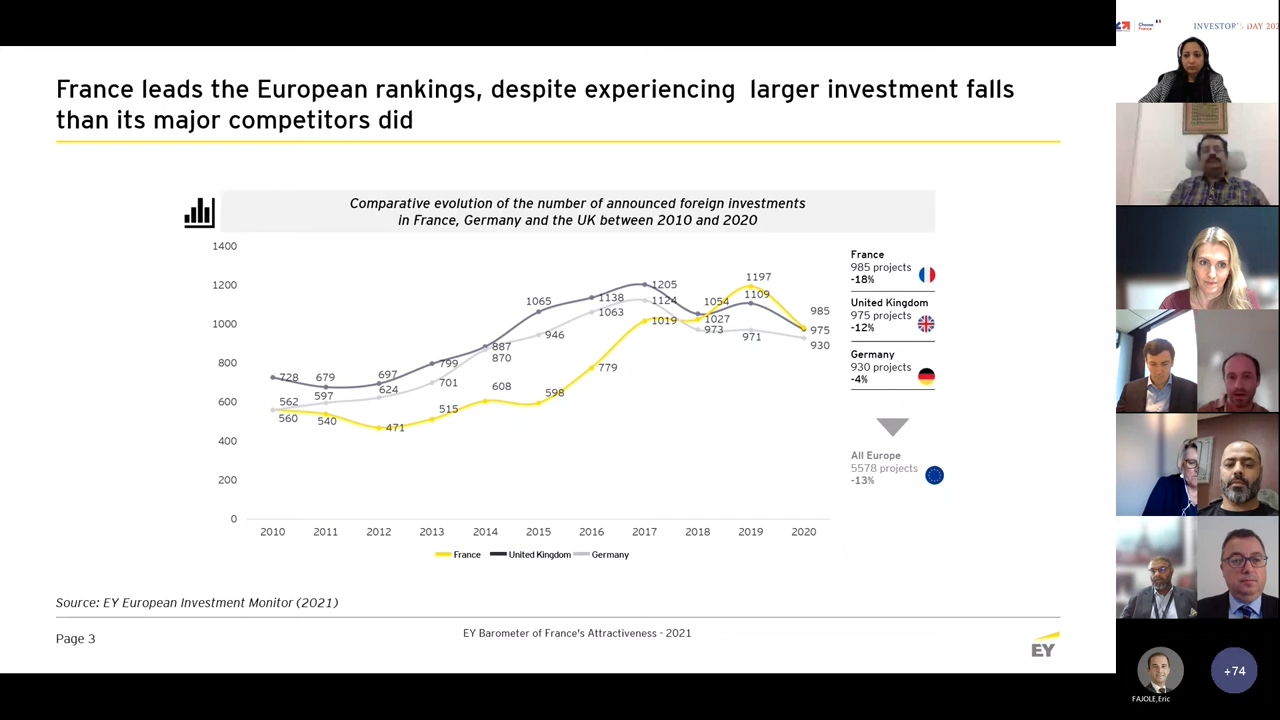 France leads the European rankings, despite experiencing larger investment falls
than its major competitors did
Comparative evolution of the number of announced foreign investments
in France, Germany and the UK between 2010 and 2020
1400
1200
1000
800
600
400
200
0
728
562
560
679
597
540
697
624
471
799
701
515
887
870
608
1065
946
598
1138
1063
779
1205
1124
1019
1054
1027
973
1197
1109
971
985
975
930
2010 2011 2012 2013 2014 2015 2016 2017 2018 2019 2020
France United Kingdom Germany
France
985 projects
-18%
United Kingdom
975 projects
-12%
Germany
930 projects
-4%
All Europe
5578 projects
-13%
Source: EY European Investment Monitor (2021)
Page 3
EY Barometer of France's Attractiveness - 2021
EY
Choose
France
INVESTOR'S DAY 202
FAJOLE,Eric
+74